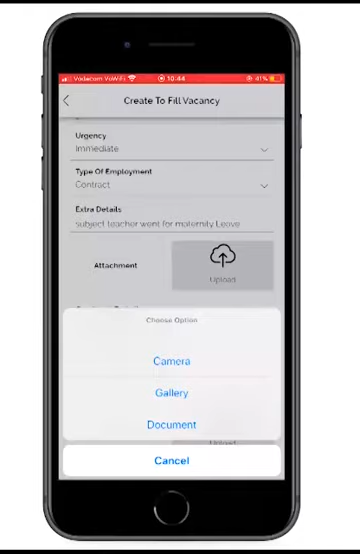 Vodacom VoWiFi 10:44 41%
Create To Fill Vacancy
Urgency
Immediate
Type Of Employment
Contract
Extra Details
subject teacher went for maternity Leave
Attachment
Upload
Choose Option
Camera
Gallery
Document
Upload
Cancel